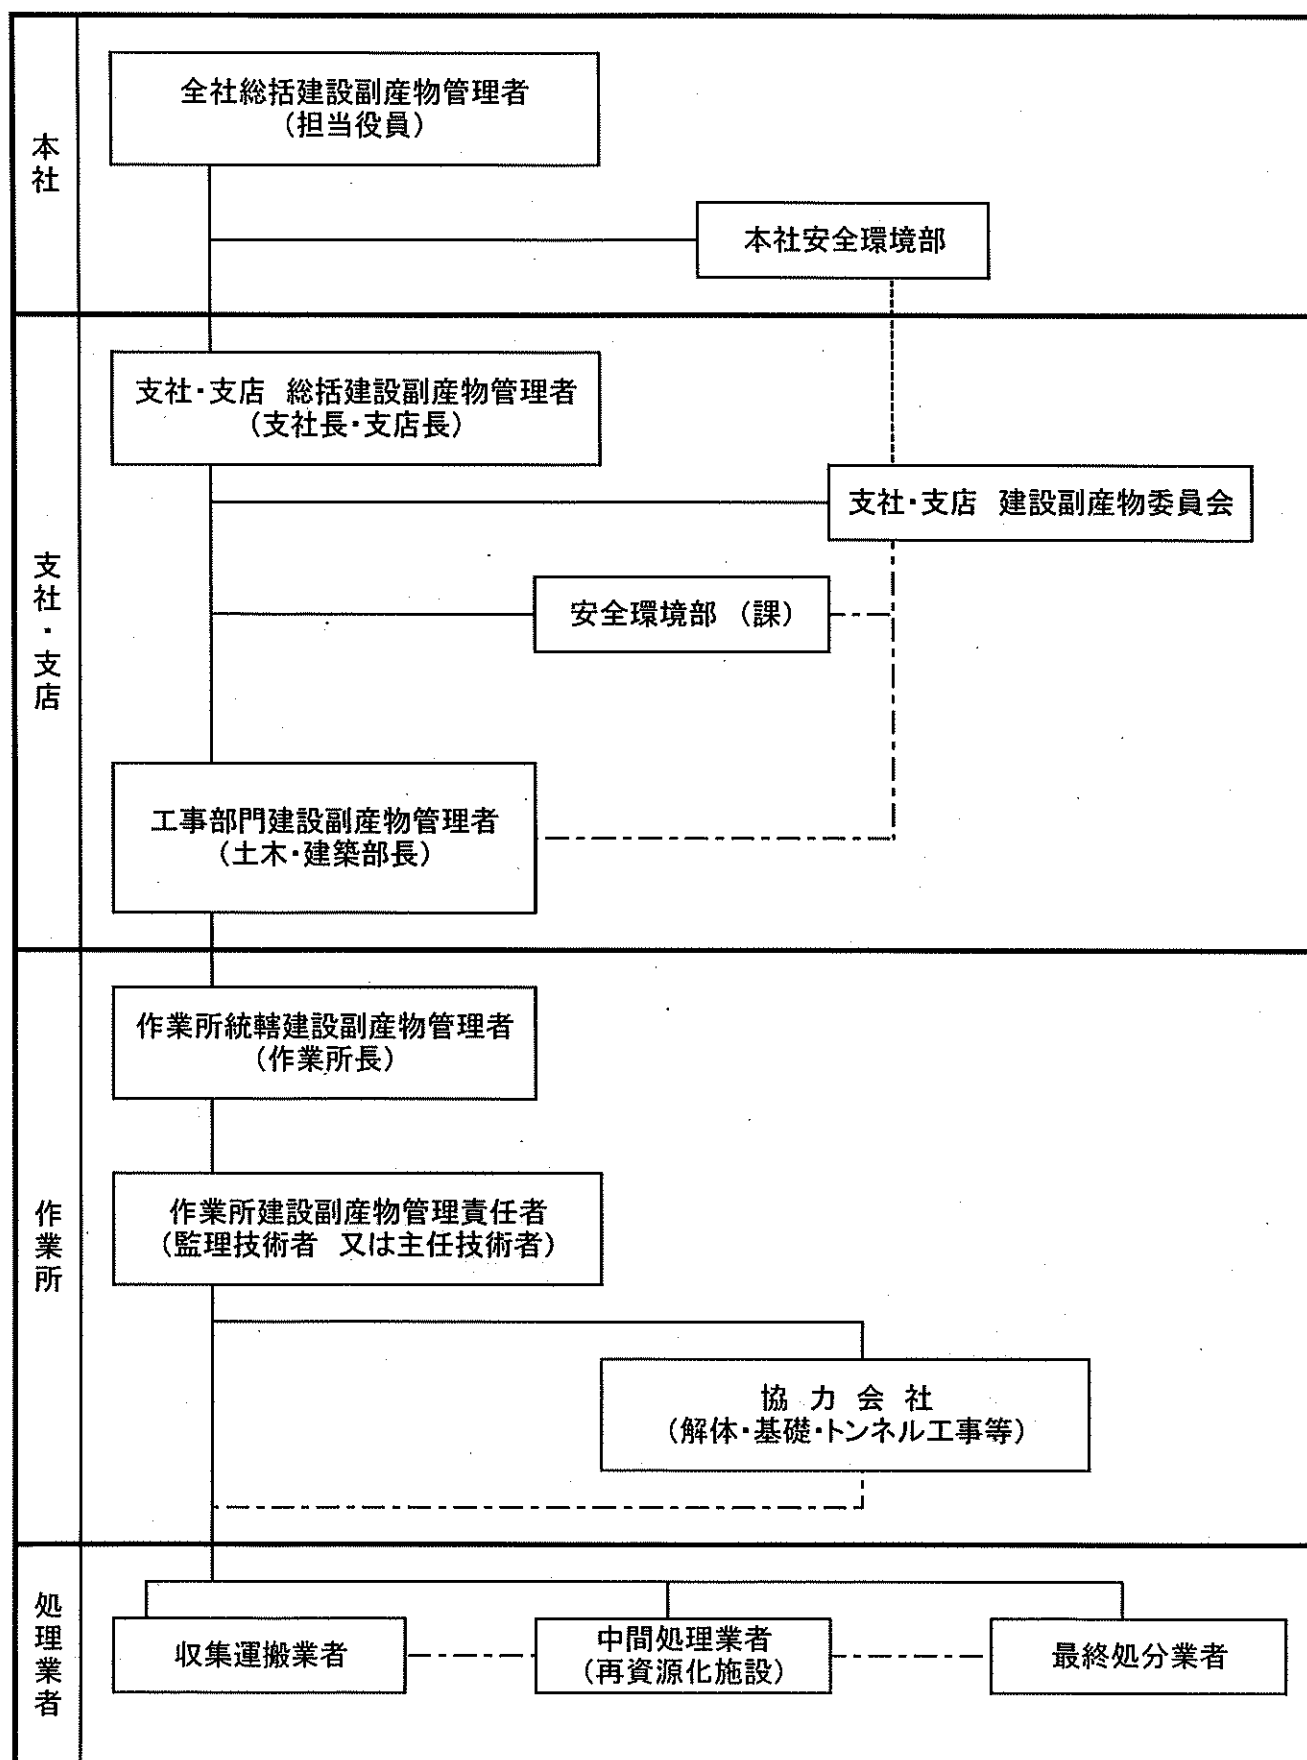 本社
全社総括建設副産物管理者
（担当役員）
本社安全環境部
支社・支店
支社・支店 総括建設副産物管理者
（支社長・支店長）
支社・支店 建設副産物委員会
安全環境部 （課）
工事部門建設副産物管理者
（土木・建築部長）
作業所
作業所統轄建設副産物管理者
（作業所長）
作業所建設副産物管理責任者
（監理技術者 又は主任技術者）
協 力 会 社
（解体・基礎・トンネル工事等）
処理業者
収集運搬業者
中間処理業者
（再資源化施設）
最終処分業者